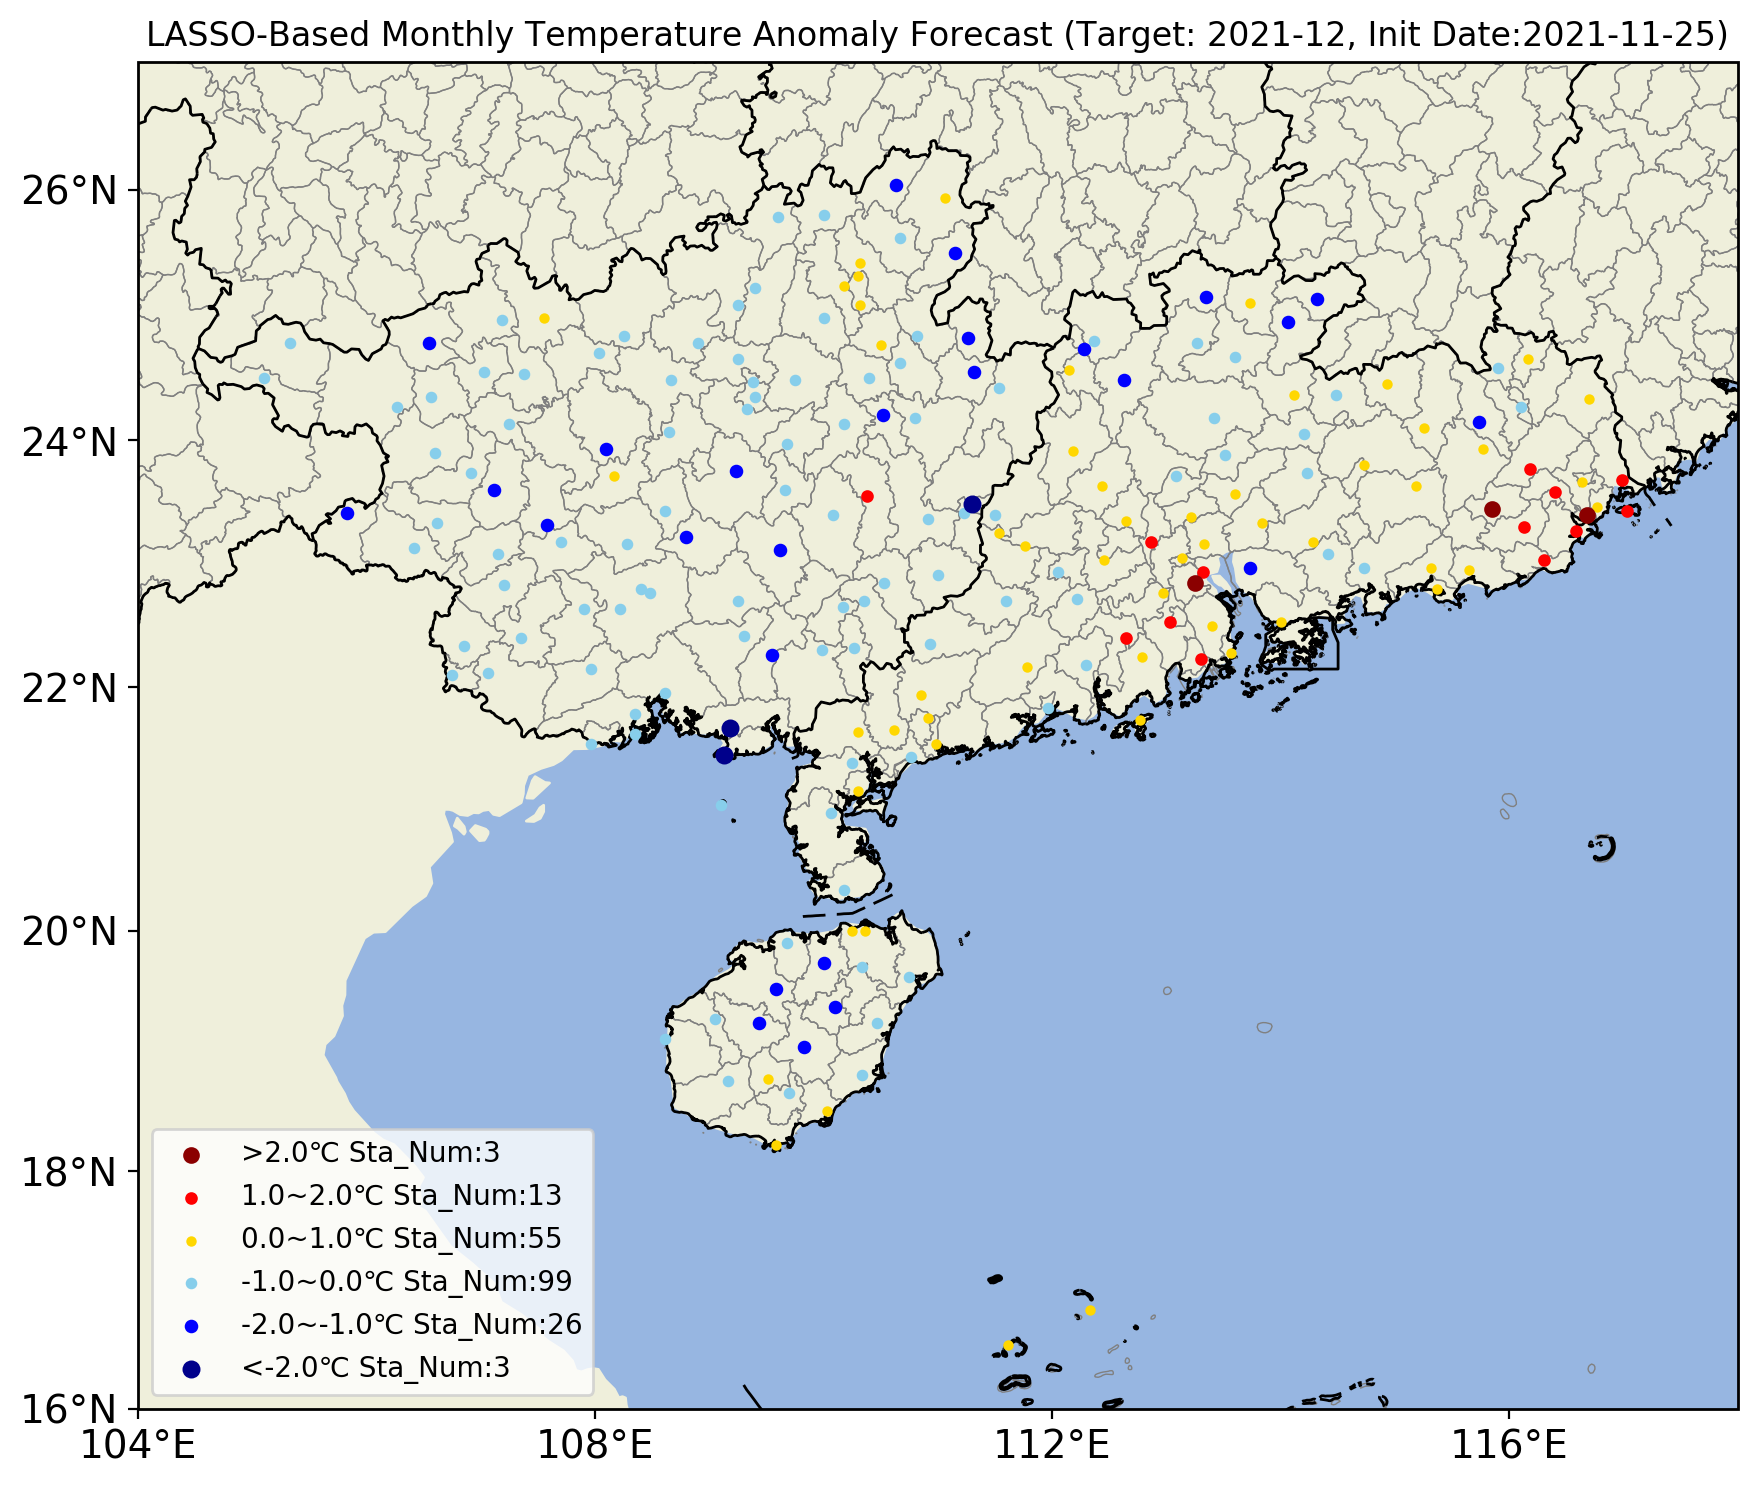 LASSO-Based Monthly Temperature Anomaly Forecast (Target: 2021-12, Init Date:2021-11-25)
26°N
24°N
22°N
20°N
18°N
16°N
>2.0℃ Sta_Num:3
1.0~2.0℃ Sta_Num:13
0.0~1.0℃ Sta_Num:55
-1.0~0.0℃ Sta_Num:99
-2.0~-1.0℃ Sta_Num:26
<-2.0℃ Sta_Num:3
104°E
108°E
112°E
116°E